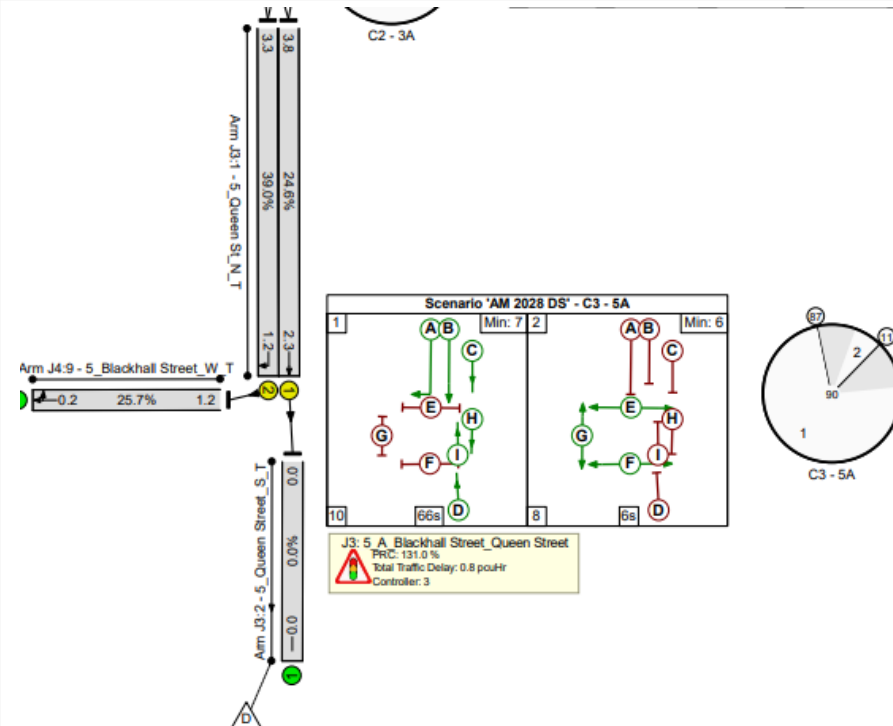 C2 - 3A
3.3
3.8
Arm J3:1 - 5_Queen St_N_T
39.0%
24.6%
1.2
2.3
Arm J4:9 - 5_Blackhall Street_W_T
0.2
25.7%
1.2
2
1
Arm J3:2 - 5_Queen Street_S_T
0.0
0.0%
0.0
1
D
Scenario 'AM 2028 DS' - C3 - 5A
1
Min: 7
A
B
C
E
G
H
F
I
10
66s
D
2
Min: 6
A
B
C
E
G
H
F
I
8
6s
D
J3: 5_A_Blackhall Street_Queen Street
PRC: 131.0 %
Total Traffic Delay: 0.8 pcuHr
Controller: 3
87
11
2
90
1
C3 - 5A